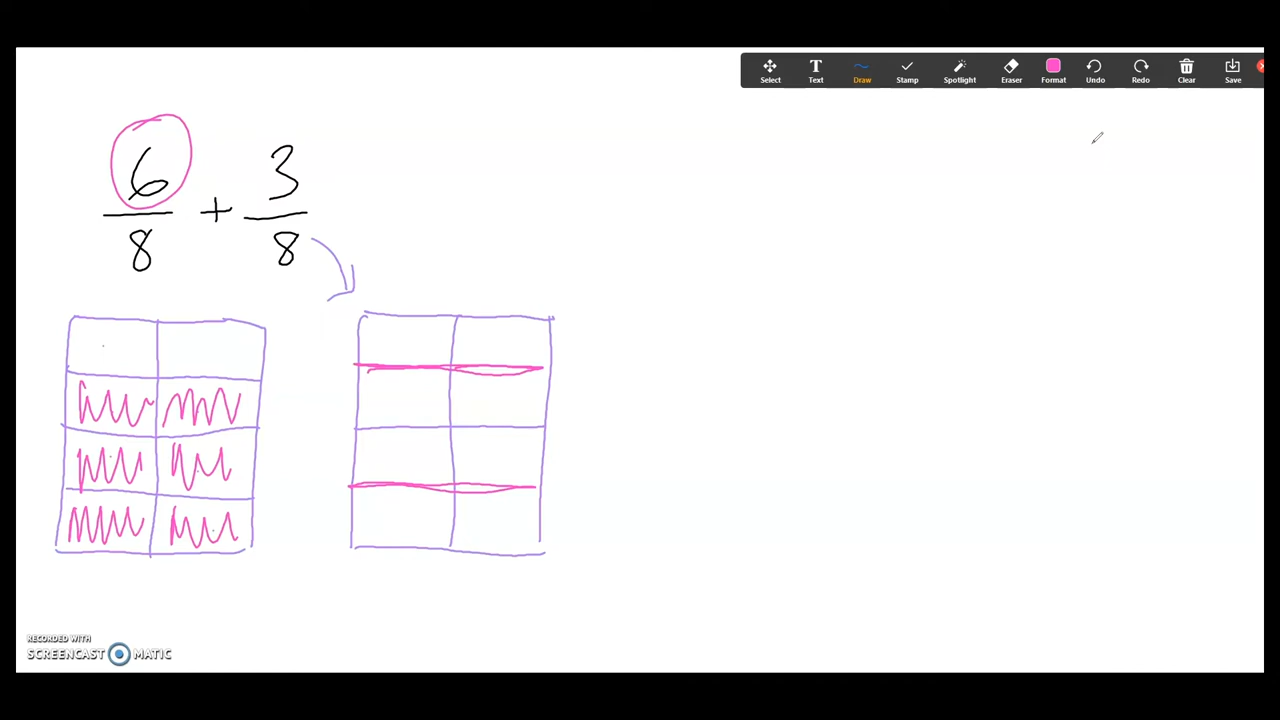 Select Text Draw Stamp Spotlight Eraser Format Undo Redo Clear Save
6/8 + 3/8
RECORDED WITH
SCREENCAST MATIC